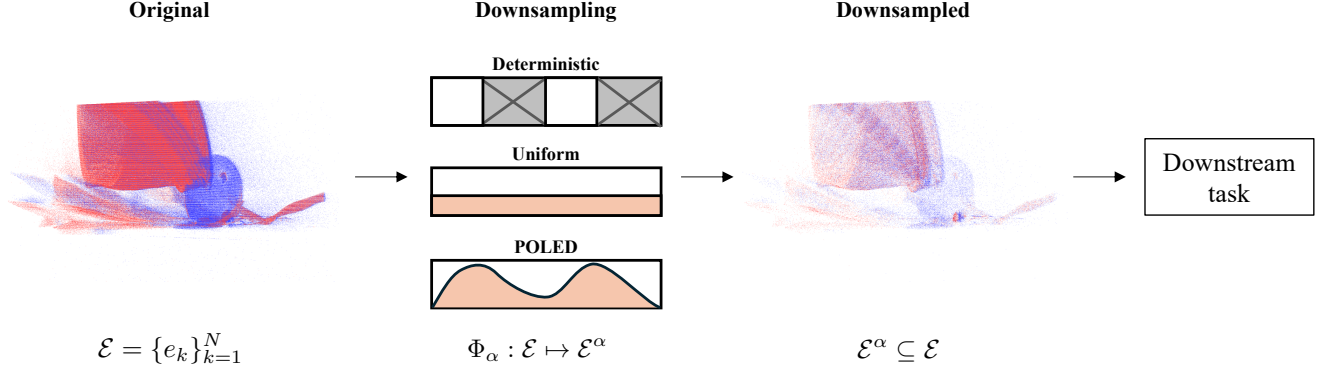 Original
Downsampling
Downsampled
Deterministic
Uniform
POLED
Downstream
task
ℰ = {e_k}_{k=1}^N
Φ_α : ℰ ↦ ℰ^α
ℰ^α ⊆ ℰ